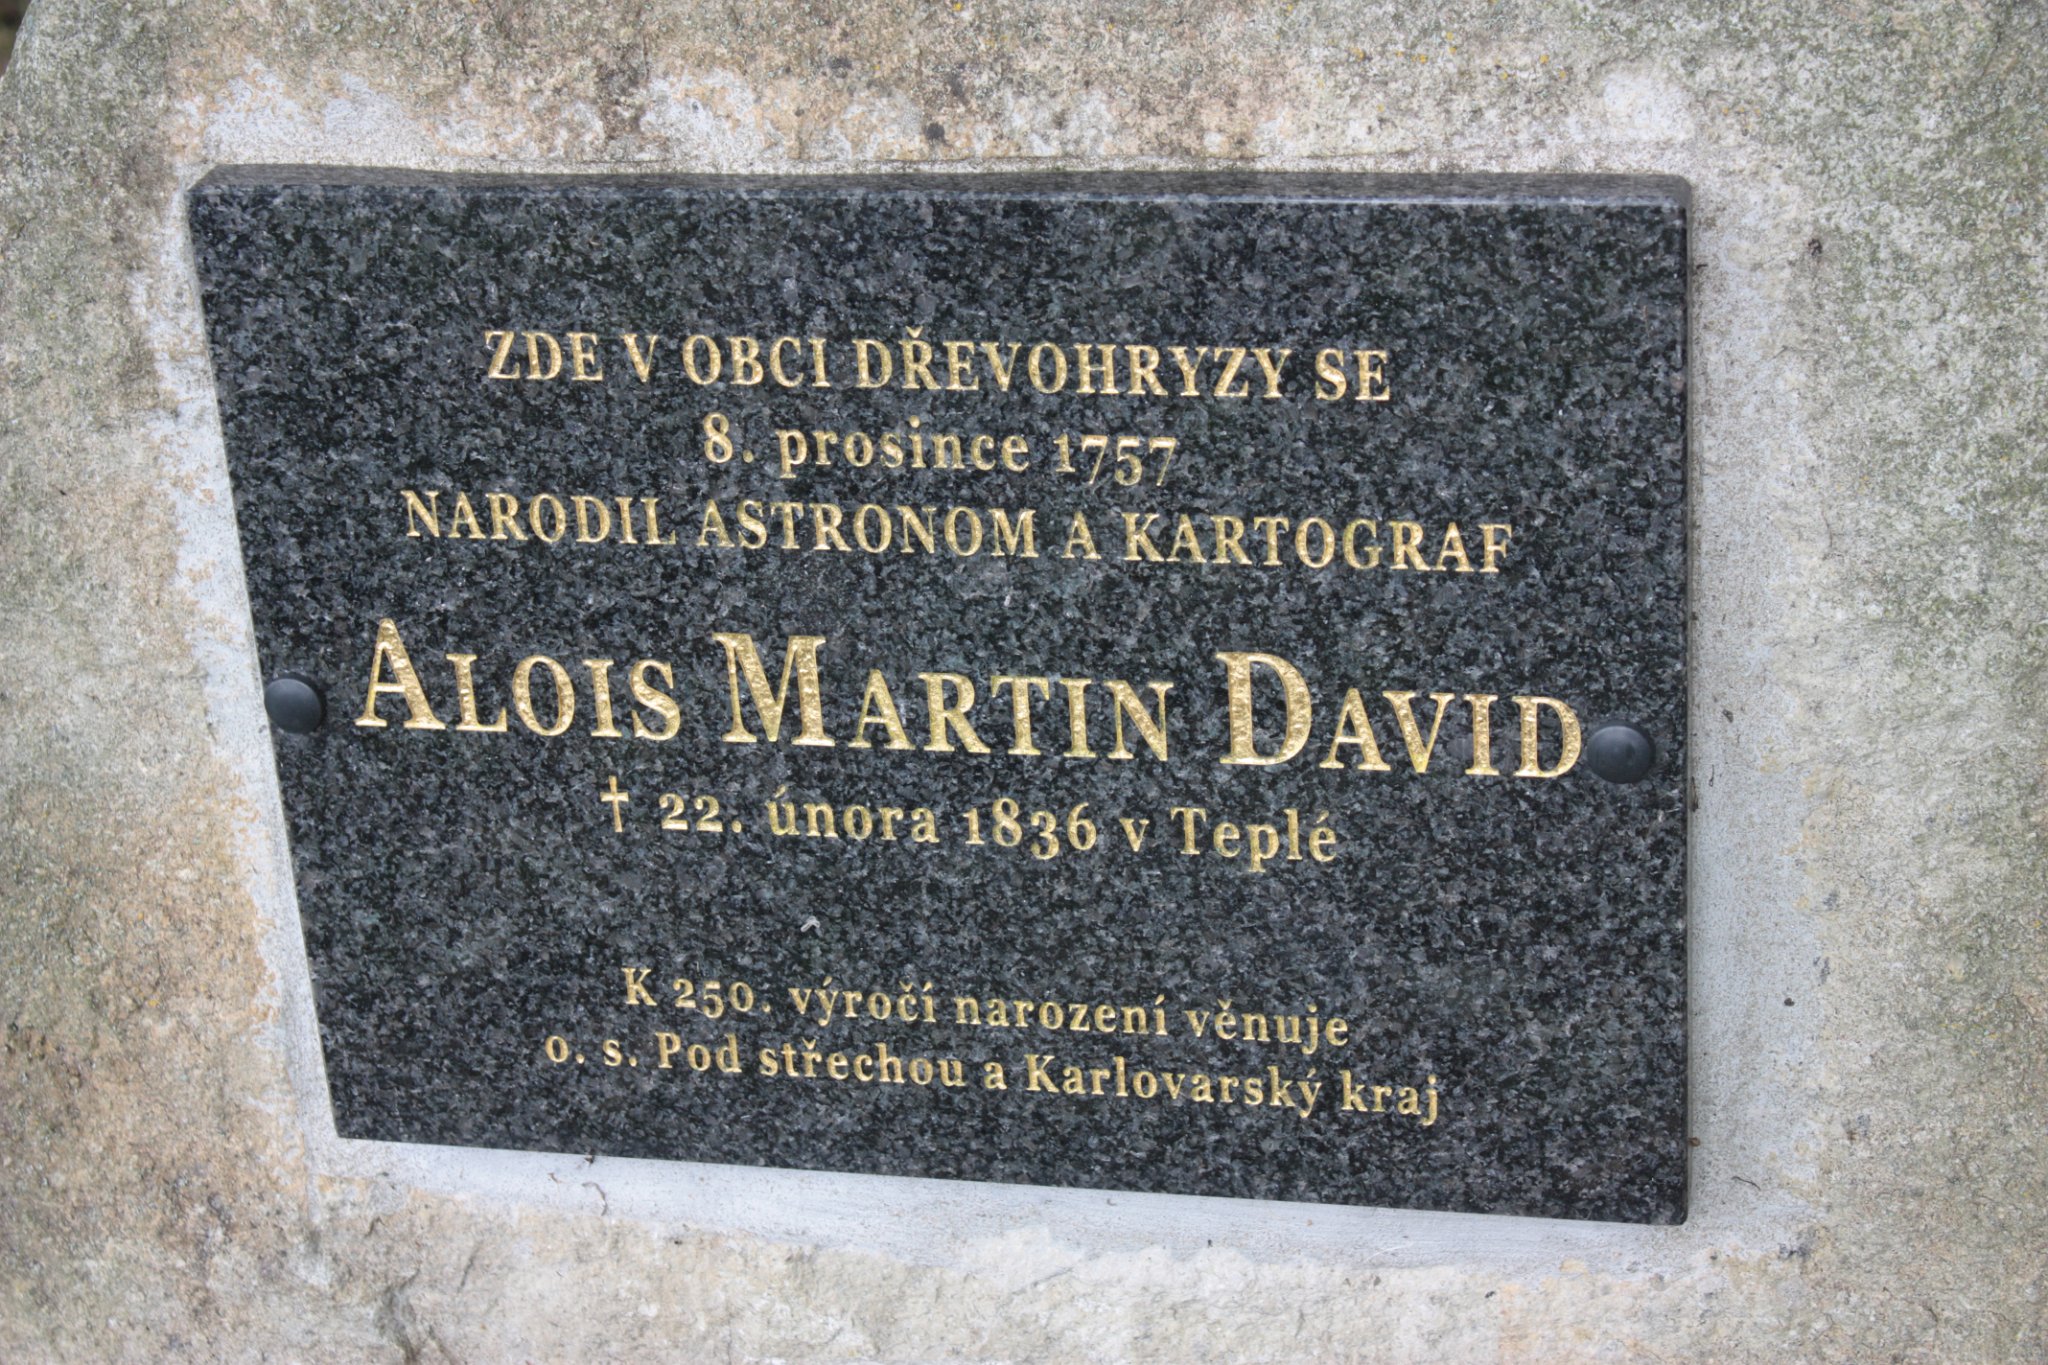 ZDE V OBCI DŘEVOHRYZY SE
8. prosince 1757
NARODIL ASTRONOM A KARTOGRAF
ALOIS MARTIN DAVID
† 22. února 1836 v Teplé
K 250. výročí narození věnuje
o. s. Pod střechou a Karlovarský kraj